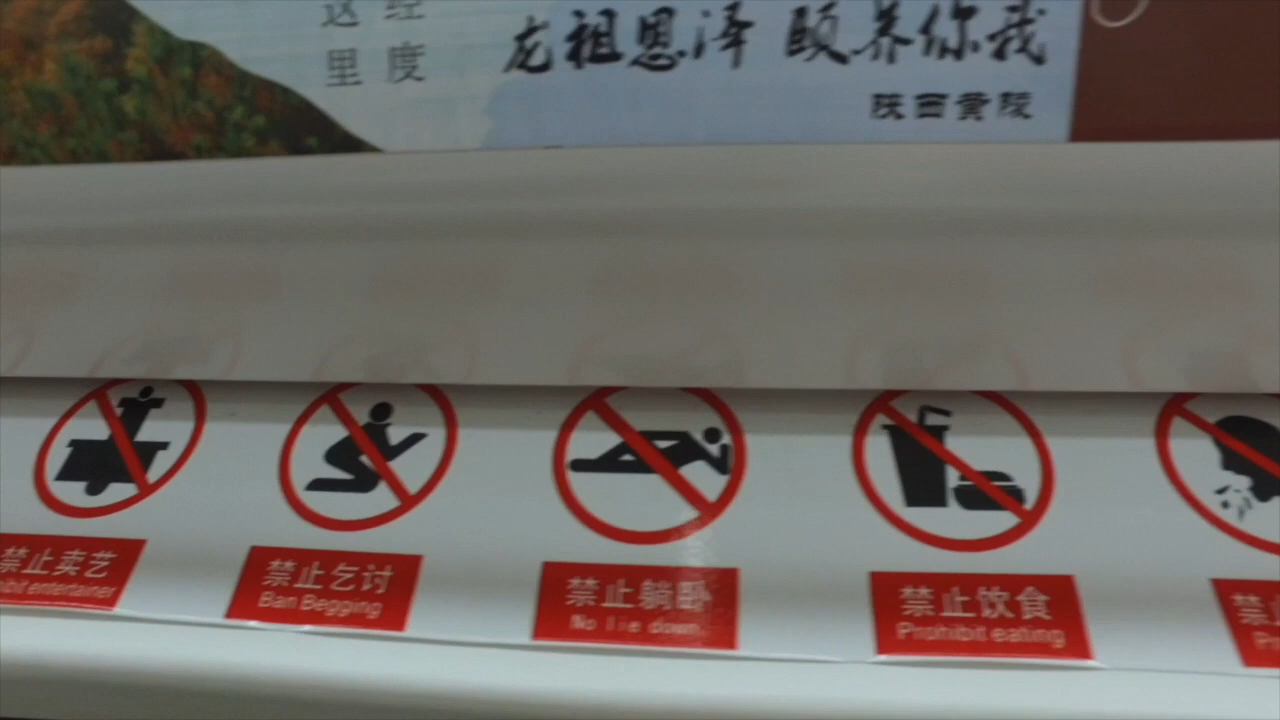 这 经
里 度
龙祖恩泽 颐养你我
陕西黄陵
禁止卖艺
bit entertainer
禁止乞讨
Ban Begging
禁止躺卧
No lie down
禁止饮食
Prohibit eating
禁